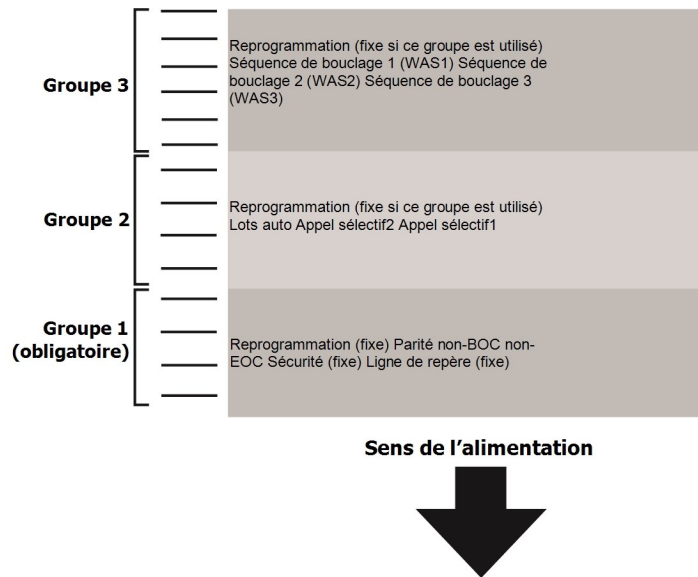 Groupe 3
Reprogrammation (fixe si ce groupe est utilisé)
Séquence de bouclage 1 (WAS1) Séquence de
bouclage 2 (WAS2) Séquence de bouclage 3
(WAS3)
Groupe 2
Reprogrammation (fixe si ce groupe est utilisé)
Lots auto Appel sélectif2 Appel sélectif1
Groupe 1
(obligatoire)
Reprogrammation (fixe) Parité non-BOC non-
EOC Sécurité (fixe) Ligne de repère (fixe)
Sens de l’alimentation